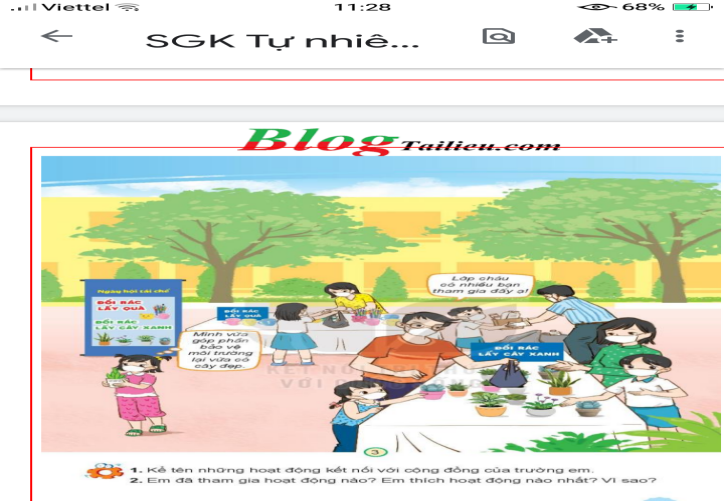 Viettel 11:28 68%
SGK Tự nhiê...
Blog Tailieu.com
Ngày hội tái chế
ĐỔI RÁC
LẤY QUÀ
ĐỔI RÁC
LẤY CÂY XANH
ĐỔI RÁC
LẤY QUÀ
Lớp cháu
có nhiều bạn
tham gia đấy ạ!
Mình vừa
góp phần
bảo vệ
môi trường
lại vừa có
cây đẹp.
ĐỔI RÁC
LẤY CÂY XANH
3
1. Kể tên những hoạt động kết nối với cộng đồng của trường em.
2. Em đã tham gia hoạt động nào? Em thích hoạt động nào nhất? Vì sao?